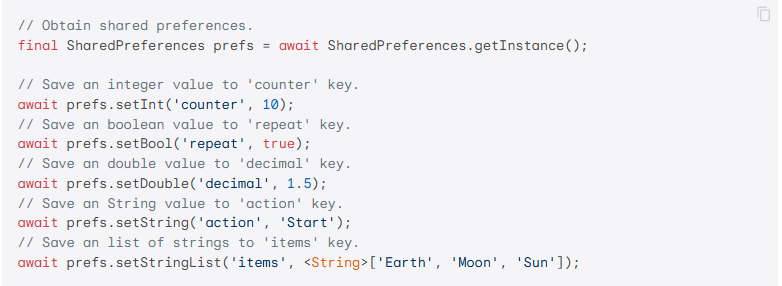 // Obtain shared preferences.
final SharedPreferences prefs = await SharedPreferences.getInstance();

// Save an integer value to 'counter' key.
await prefs.setInt('counter', 10);
// Save an boolean value to 'repeat' key.
await prefs.setBool('repeat', true);
// Save an double value to 'decimal' key.
await prefs.setDouble('decimal', 1.5);
// Save an String value to 'action' key.
await prefs.setString('action', 'Start');
// Save an list of strings to 'items' key.
await prefs.setStringList('items', <String>['Earth', 'Moon', 'Sun']);